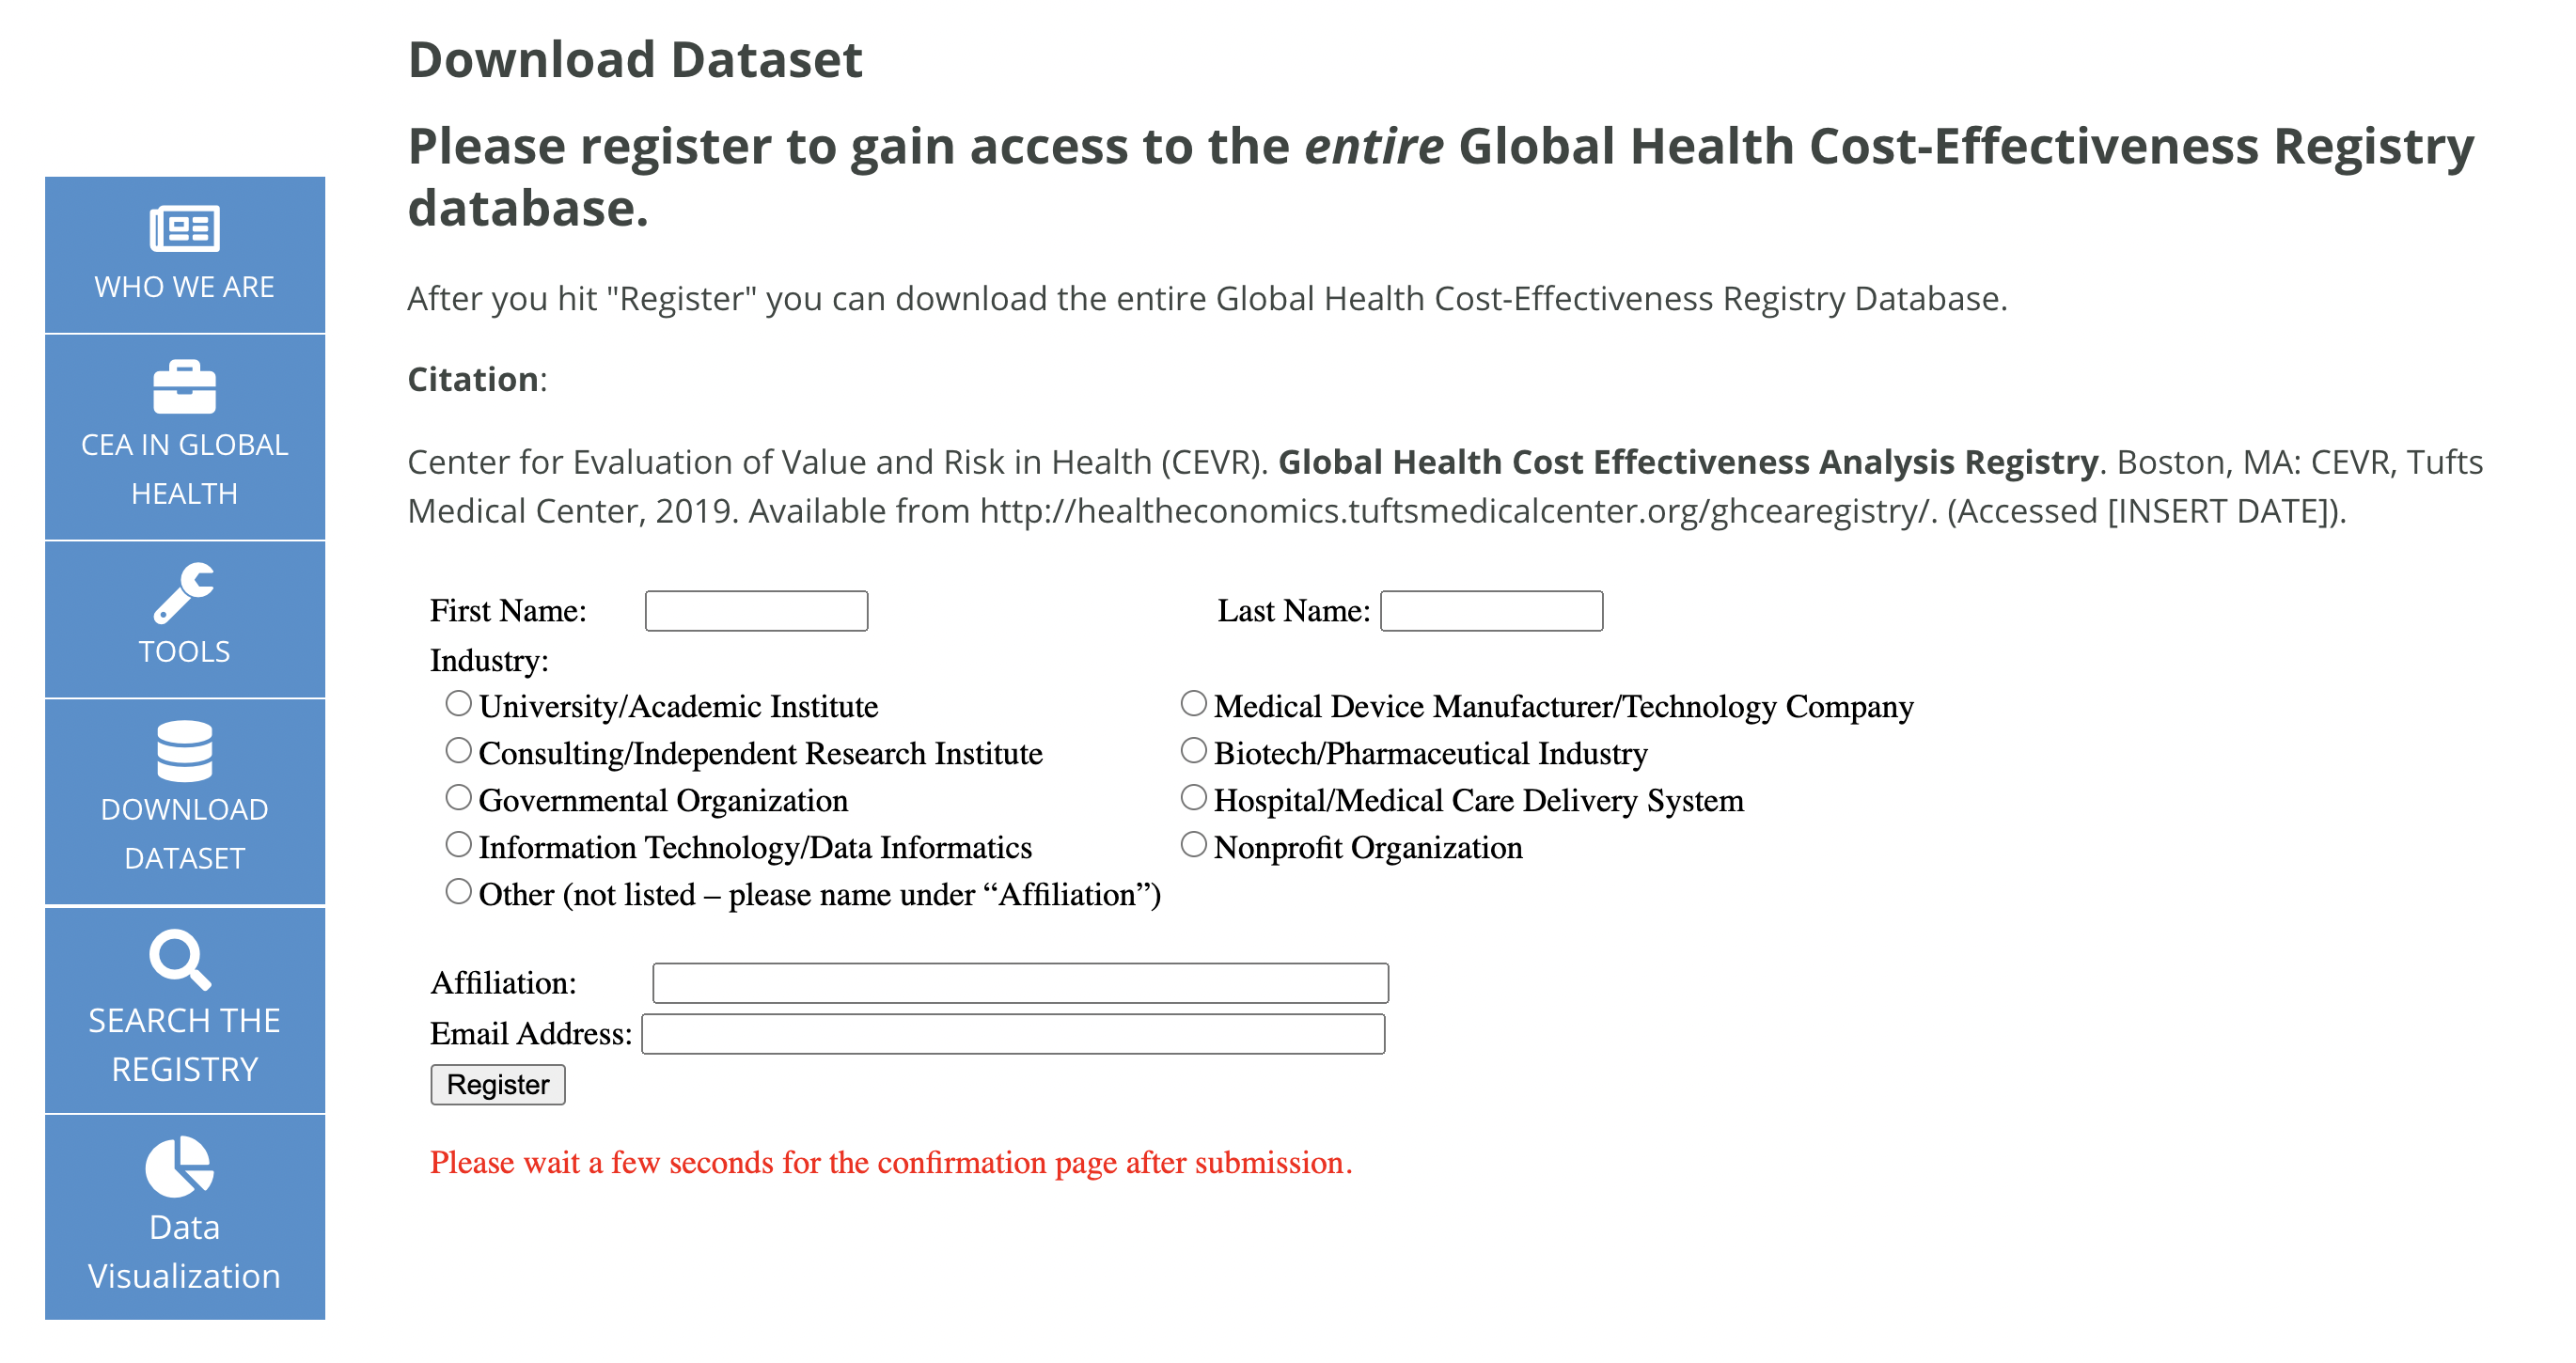 Download Dataset
Please register to gain access to the entire Global Health Cost-Effectiveness Registry
database.
After you hit "Register" you can download the entire Global Health Cost-Effectiveness Registry Database.
Citation:
Center for Evaluation of Value and Risk in Health (CEVR). Global Health Cost Effectiveness Analysis Registry. Boston, MA: CEVR, Tufts
Medical Center, 2019. Available from http://healtheconomics.tuftsmedicalcenter.org/ghcearegistry/. (Accessed [INSERT DATE]).
WHO WE ARE
CEA IN GLOBAL
HEALTH
TOOLS
DOWNLOAD
DATASET
SEARCH THE
REGISTRY
Data
Visualization
First Name: Last Name:
Industry:
University/Academic Institute Medical Device Manufacturer/Technology Company
Consulting/Independent Research Institute Biotech/Pharmaceutical Industry
Governmental Organization Hospital/Medical Care Delivery System
Information Technology/Data Informatics Nonprofit Organization
Other (not listed – please name under “Affiliation”)
Affiliation:
Email Address:
Register
Please wait a few seconds for the confirmation page after submission.